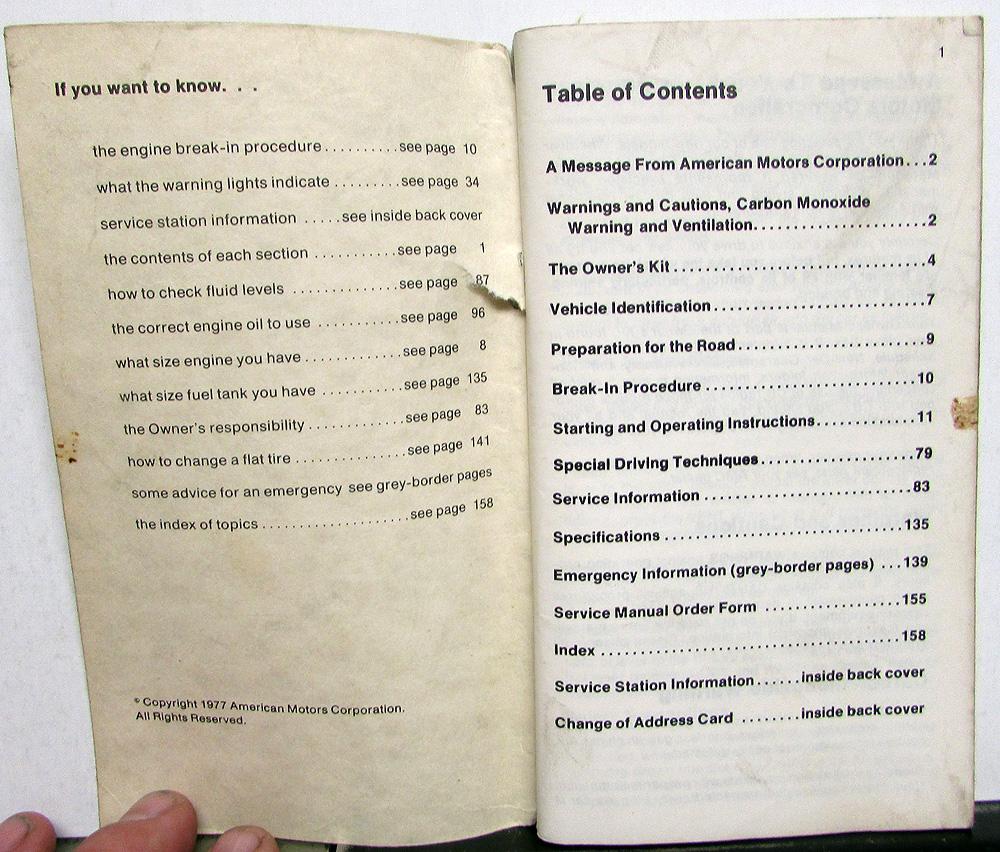 If you want to know. . .
the engine break-in procedure..........see page 10
what the warning lights indicate .........see page 34
service station information .....see inside back cover
the contents of each section ............see page 1
how to check fluid levels ................see page 87
the correct engine oil to use ............see page 96
what size engine you have ..............see page 8
what size fuel tank you have ............see page 135
the Owner's responsibility ..............see page 83
how to change a flat tire ................see page 141
some advice for an emergency see grey-border pages
the index of topics .....................see page 158
© Copyright 1977 American Motors Corporation.
All Rights Reserved.
1
Table of Contents
A Message From American Motors Corporation...2
Warnings and Cautions, Carbon Monoxide
Warning and Ventilation......................2
The Owner's Kit .................................4
Vehicle Identification...........................7
Preparation for the Road........................9
Break-In Procedure ...........................10
Starting and Operating Instructions............11
Special Driving Techniques....................79
Service Information ...........................83
Specifications ................................135
Emergency Information (grey-border pages) ...139
Service Manual Order Form ..................155
Index ........................................158
Service Station Information ......inside back cover
Change of Address Card ........inside back cover